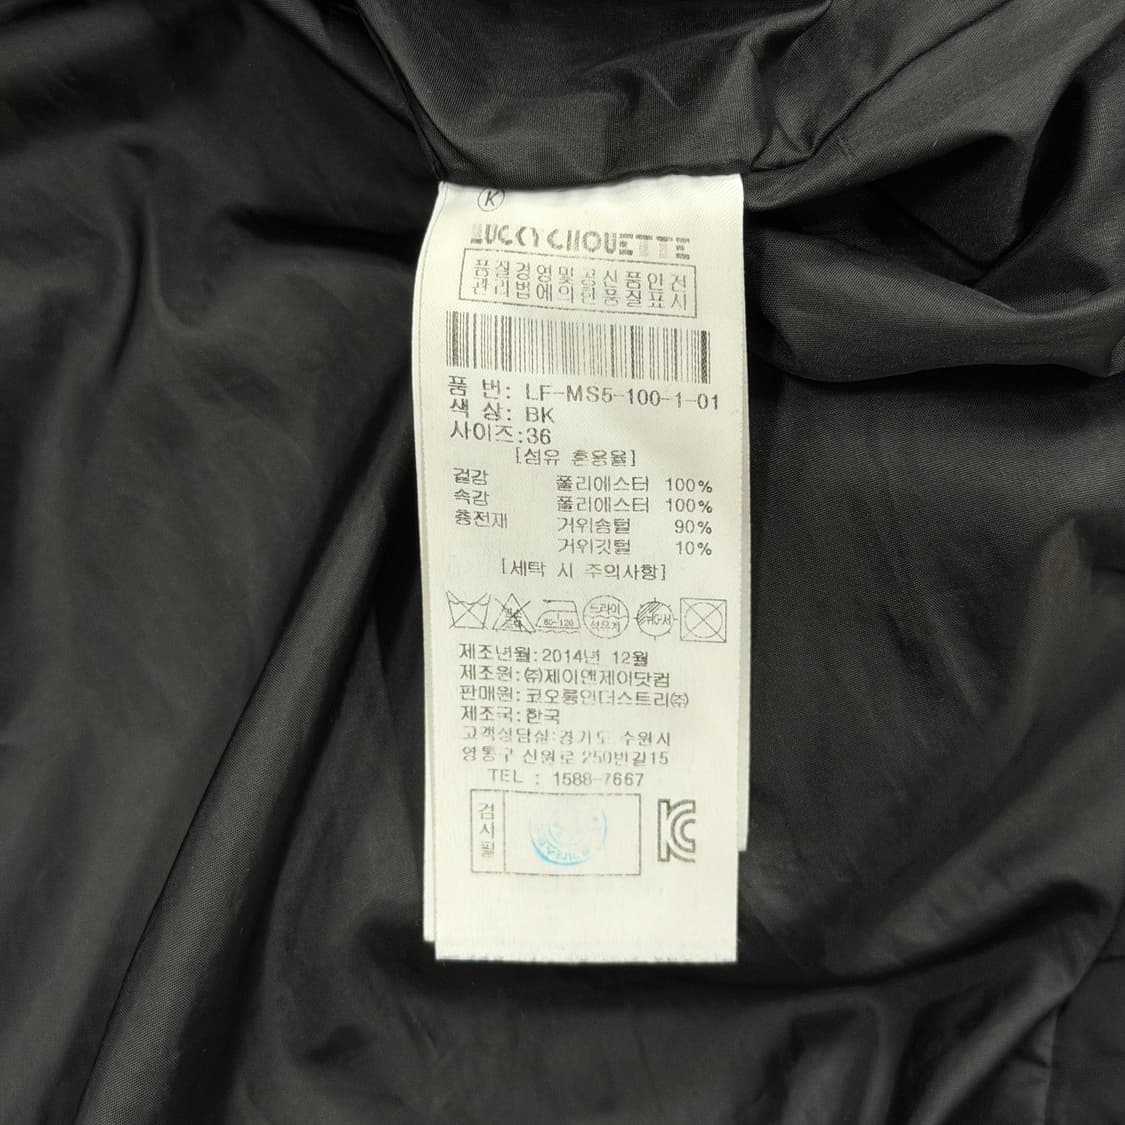 K
LUCKY CHOUETTE
품질경영및공산품안전
관리법에의한품질표시
품 번: LF-MS5-100-1-01
색 상: BK
사이즈:36
[섬유 혼용율]
겉감 폴리에스터 100%
속감 폴리에스터 100%
충전재 거위솜털 90%
거위깃털 10%
[세탁 시 주의사항]
80-120 드라이
제조년월:2014년 12월
제조원:㈜제이앤제이닷컴
판매원:코오롱인더스트리㈜
제조국:한국
고객상담실:경기도 수원시
영통구 신원로 250번길15
TEL : 1588-7667
검사필
KC